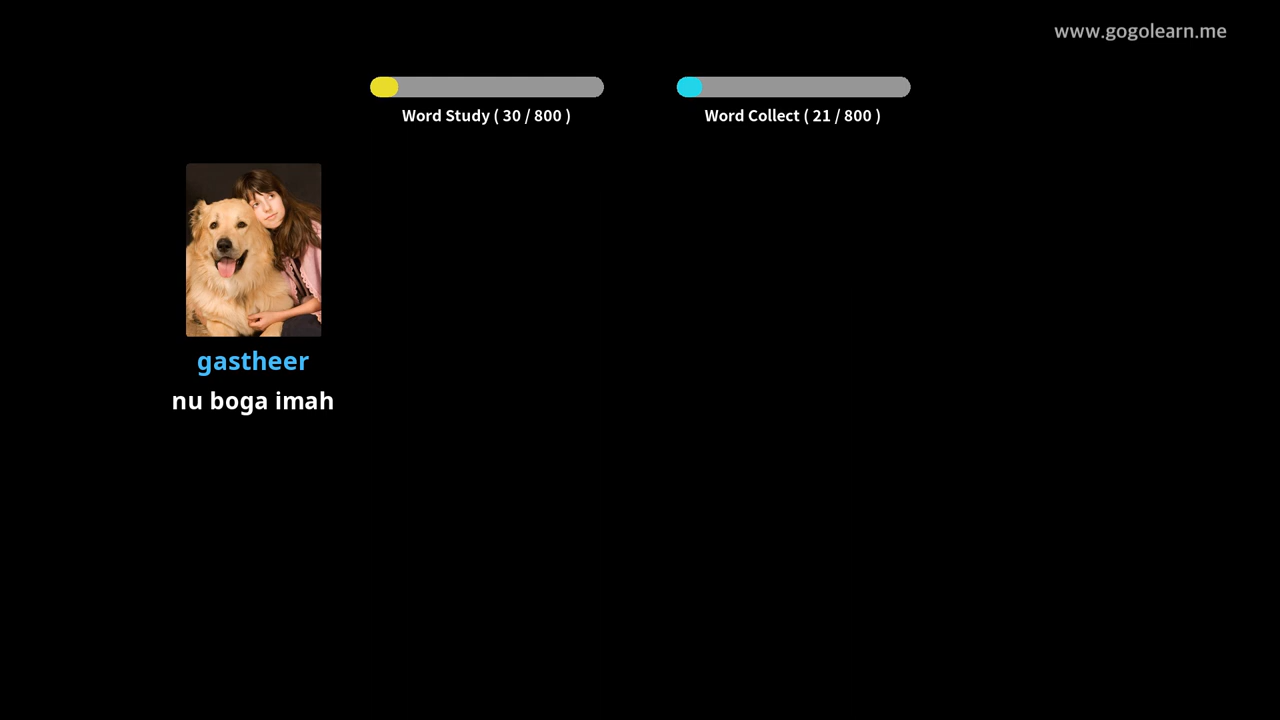 www.gogolearn.me
Word Study ( 30 / 800 )
Word Collect ( 21 / 800 )
gastheer
nu boga imah